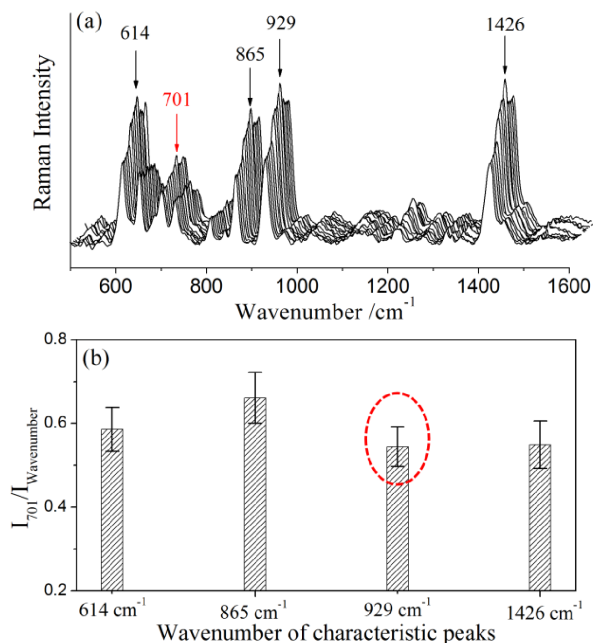 (a)
614
701
865
929
1426
Raman Intensity
600 800 1000 1200 1400 1600
Wavenumber /cm⁻¹
(b)
0.8
0.6
0.4
0.2
I₇₀₁/I_Wavenumber
614 cm⁻¹ 865 cm⁻¹ 929 cm⁻¹ 1426 cm⁻¹
Wavenumber of characteristic peaks